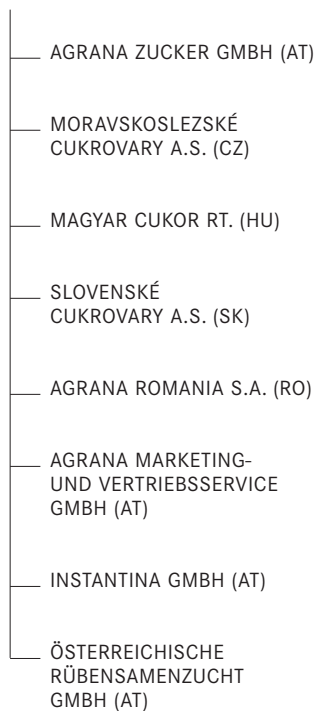 AGRANA ZUCKER GMBH (AT)
MORAVSKOSLEZSKÉ
CUKROVARY A.S. (CZ)
MAGYAR CUKOR RT. (HU)
SLOVENSKÉ
CUKROVARY A.S. (SK)
AGRANA ROMANIA S.A. (RO)
AGRANA MARKETING-
UND VERTRIEBSSERVICE
GMBH (AT)
INSTANTINA GMBH (AT)
ÖSTERREICHISCHE
RÜBENSAMENZUCHT
GMBH (AT)